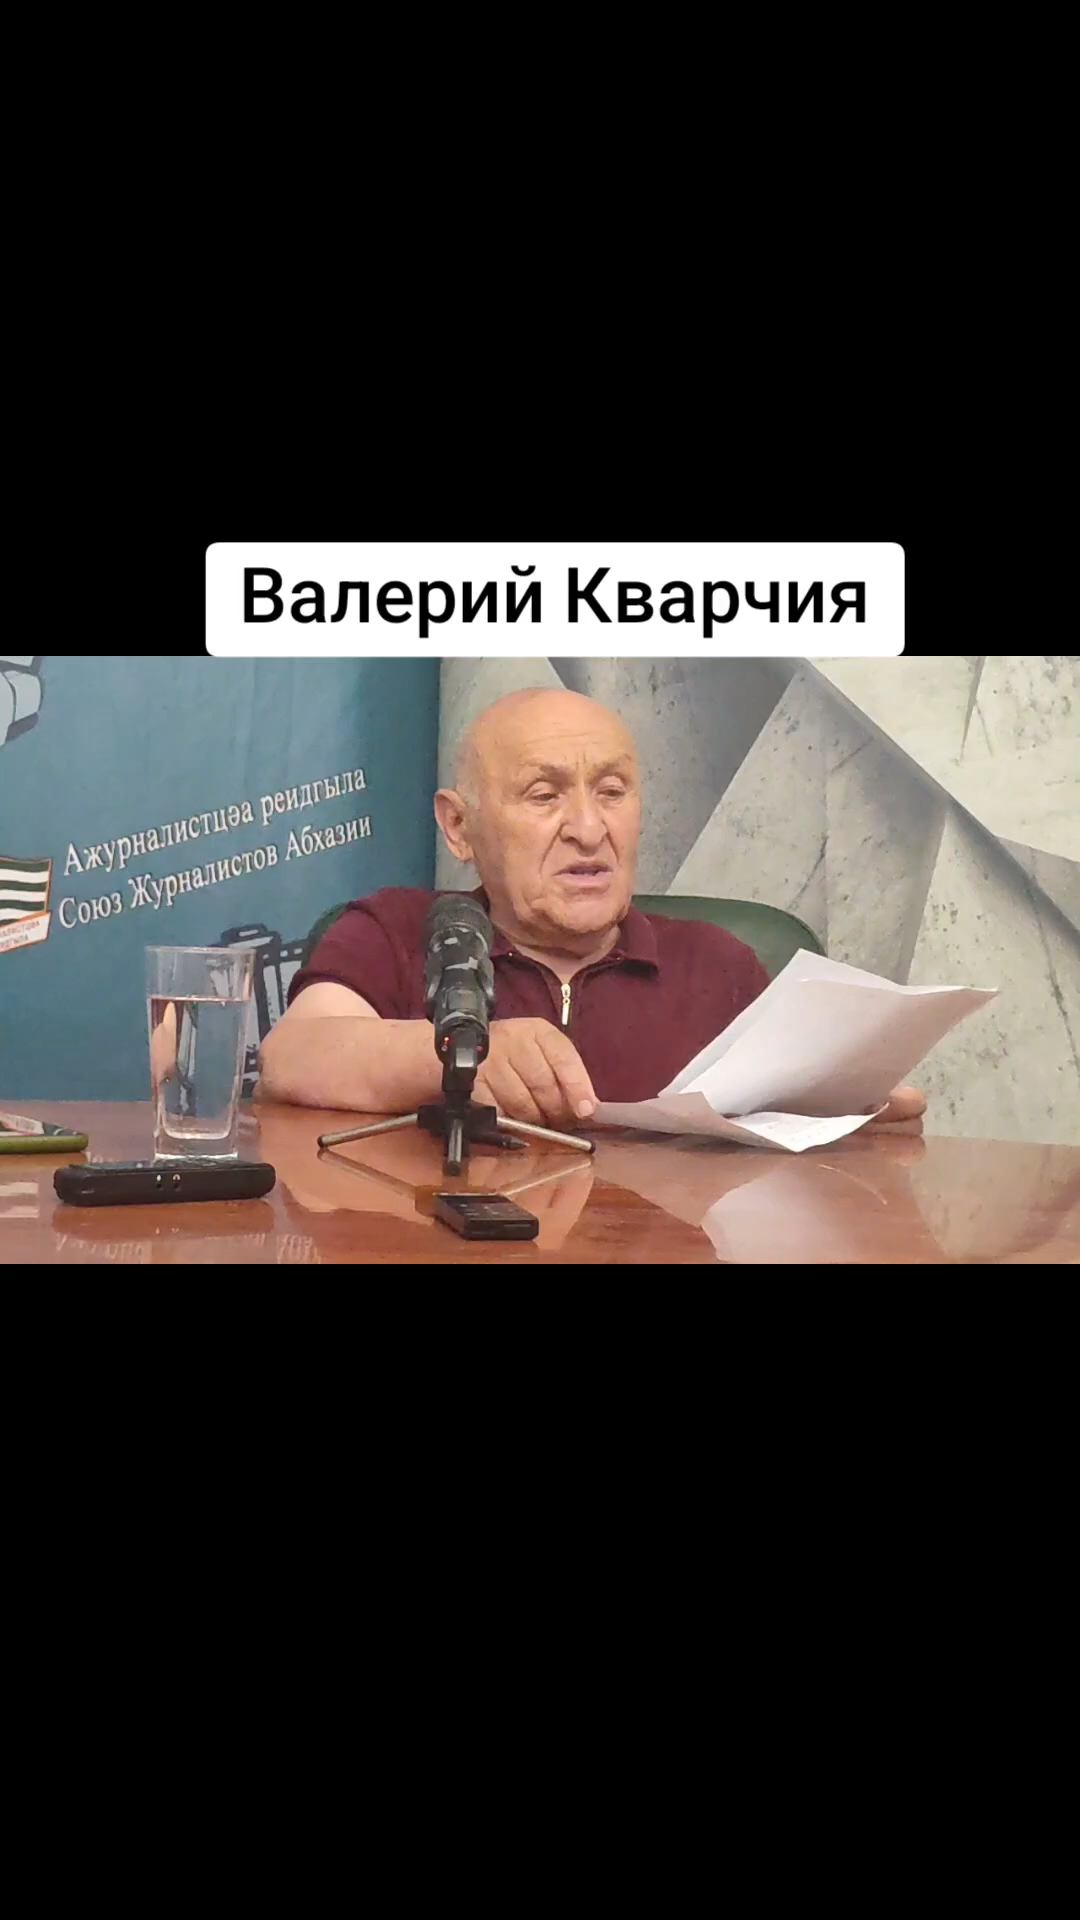 Валерий Кварчия
Ажурналистцәа реидгыла
Союз Журналистов Абхазии